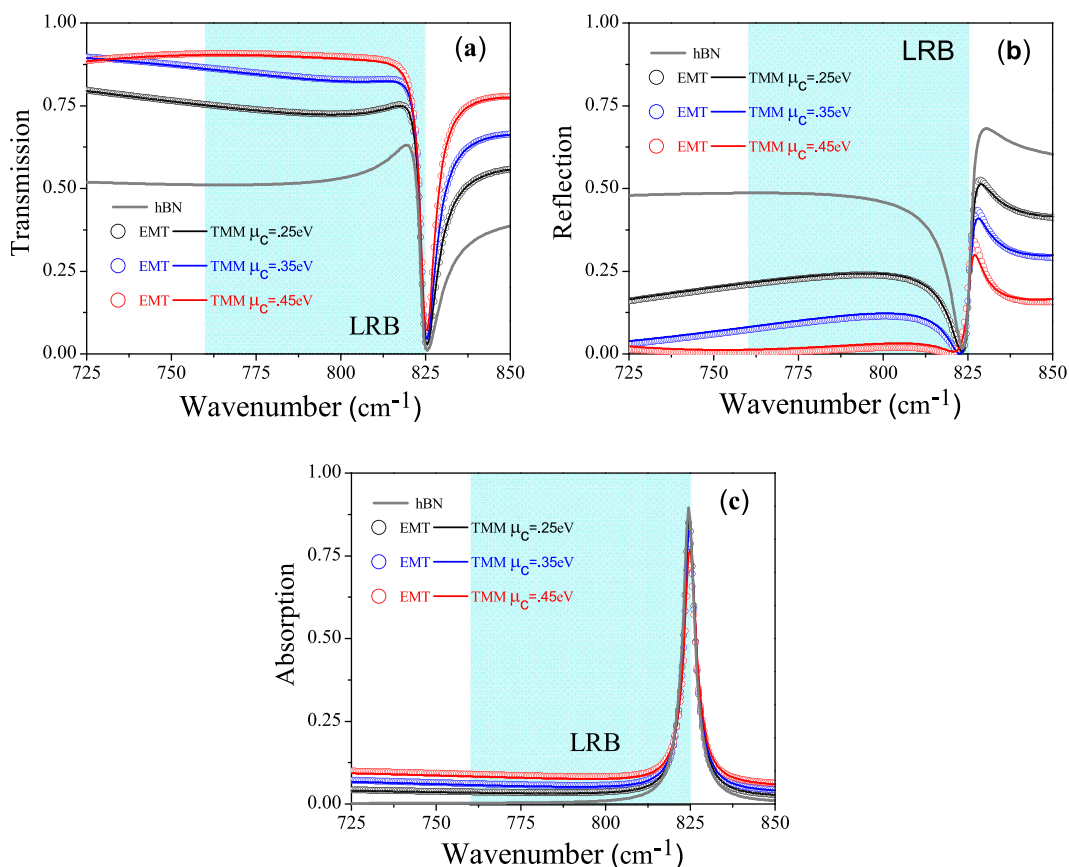 1.00
0.75
0.50
0.25
0.00
Transmission
(a)
hBN
EMT TMM μc=.25eV
EMT TMM μc=.35eV
EMT TMM μc=.45eV
LRB
725 750 775 800 825 850
Wavenumber (cm-1)
1.00
0.75
0.50
0.25
0.00
Reflection
LRB (b)
hBN
EMT TMM μc=.25eV
EMT TMM μc=.35eV
EMT TMM μc=.45eV
725 750 775 800 825 850
Wavenumber (cm-1)
1.00
0.75
0.50
0.25
0.00
Absorption
(c)
hBN
EMT TMM μc=.25eV
EMT TMM μc=.35eV
EMT TMM μc=.45eV
LRB
725 750 775 800 825 850
Wavenumber (cm-1)